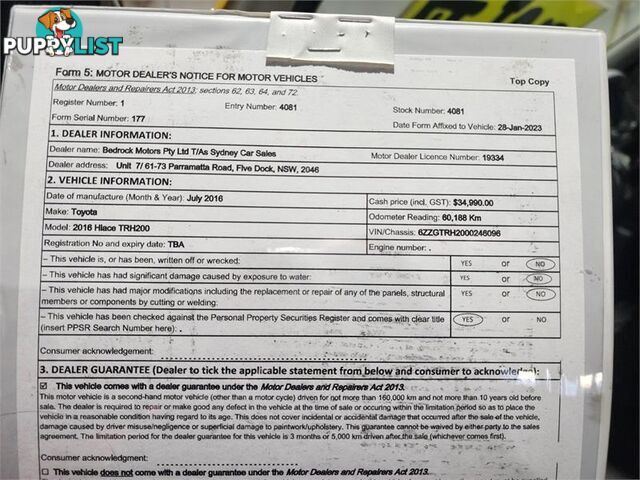 PUPPYLIST
Form 5: MOTOR DEALER'S NOTICE FOR MOTOR VEHICLES
Top Copy
Motor Dealers and Repairers Act 2013: sections 62, 63, 64, and 72.
Register Number: 1 Entry Number: 4081 Stock Number: 4081
Form Serial Number: 177 Date Form Affixed to Vehicle: 28-Jan-2023
1. DEALER INFORMATION:
Dealer name: Bedrock Motors Pty Ltd T/As Sydney Car Sales Motor Dealer Licence Number: 19334
Dealer address: Unit 7/ 61-73 Parramatta Road, Five Dock, NSW, 2046
2. VEHICLE INFORMATION:
Date of manufacture (Month & Year): July 2016 Cash price (incl. GST): $34,990.00
Make: Toyota Odometer Reading: 60,188 Km
Model: 2016 Hiace TRH200 VIN/Chassis: 6ZZGTRH2000246096
Registration No and expiry date: TBA Engine number: .
– This vehicle is, or has been, written off or wrecked: YES or NO
– This vehicle has had significant damage caused by exposure to water: YES or NO
– This vehicle has had major modifications including the replacement or repair of any of the panels, structural YES or NO
members or components by cutting or welding:
– This vehicle has been checked against the Personal Property Securities Register and comes with clear title YES or NO
(insert PPSR Search Number here): .
Consumer acknowledgement:
3. DEALER GUARANTEE (Dealer to tick the applicable statement from below and consumer to acknowledge):
☑ This vehicle comes with a dealer guarantee under the Motor Dealers and Repairers Act 2013.
This motor vehicle is a second-hand motor vehicle (other than a motor cycle) driven for not more than 160,000 km and not more than 10 years old before
sale. The dealer is required to repair or make good any defect in the vehicle at the time of sale or occurring within the limitation period so as to place the
vehicle in a reasonable condition having regard to its age. This does not cover incidental or accidental damage that occurred after the sale of the vehicle,
damage caused by driver misuse/negligence or superficial damage to paintwork/upholstery. This guarantee cannot be waived by either party to the sales
agreement. The limitation period for the dealer guarantee for this vehicle is 3 months or 5,000 km driven after the sale (whichever comes first).
Consumer acknowledgement:
☐ This vehicle does not come with a dealer guarantee under the Motor Dealers and Repairers Act 2013.